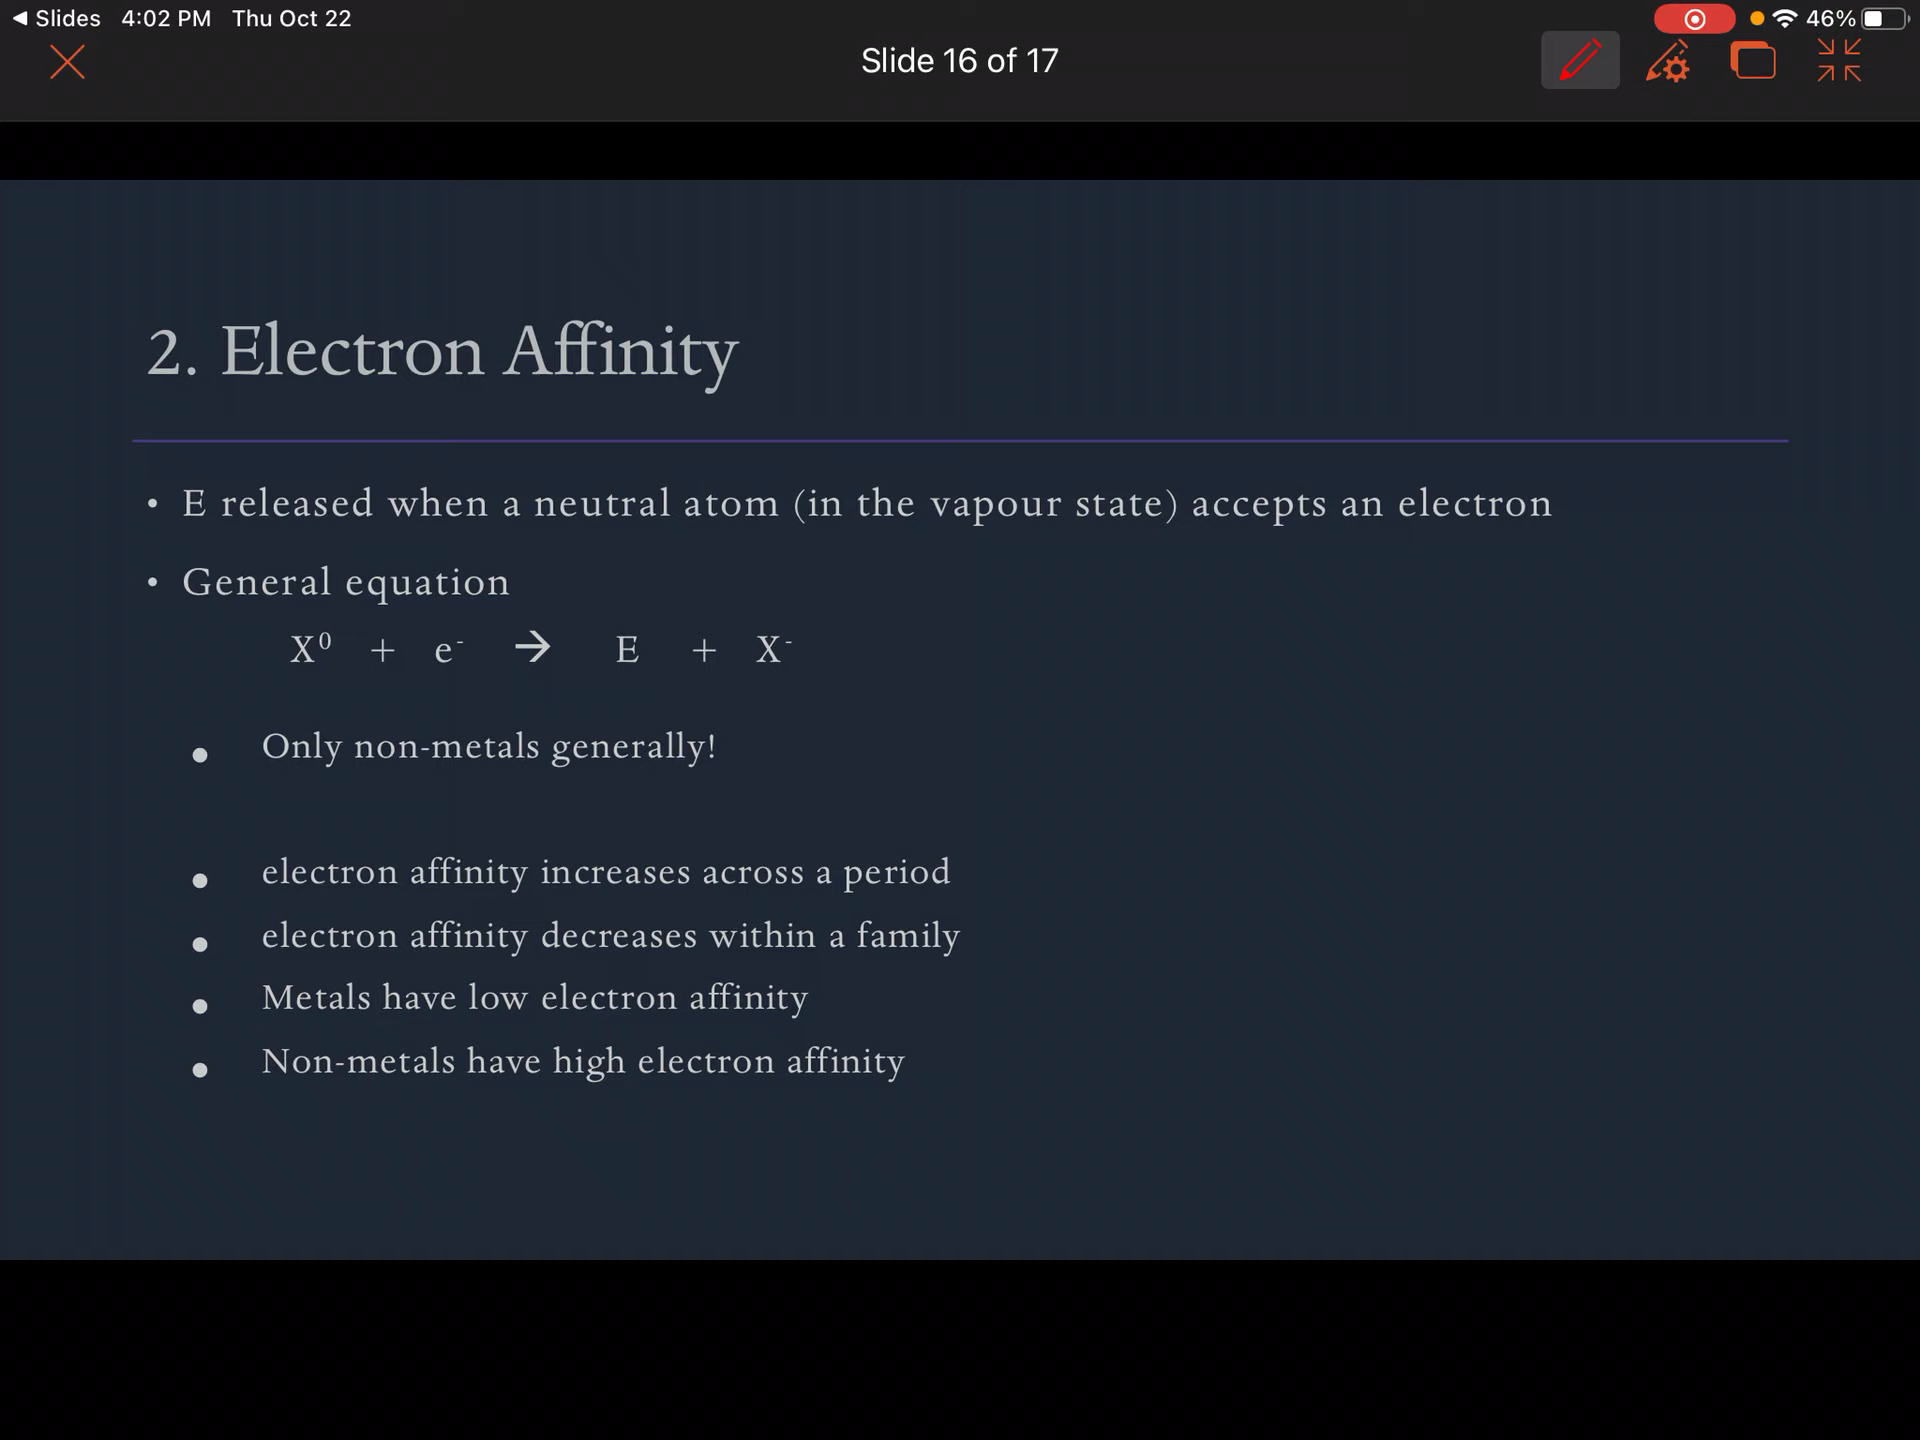 ◀ Slides 4:02 PM Thu Oct 22 46%
Slide 16 of 17
2. Electron Affinity
• E released when a neutral atom (in the vapour state) accepts an electron
• General equation
X⁰ + e⁻ → E + X⁻
• Only non-metals generally!
• electron affinity increases across a period
• electron affinity decreases within a family
• Metals have low electron affinity
• Non-metals have high electron affinity